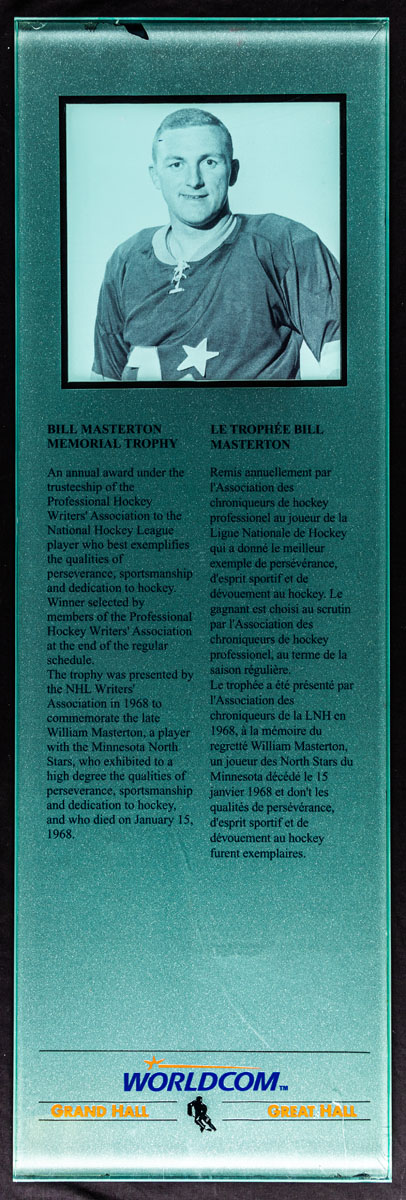 BILL MASTERTON
MEMORIAL TROPHY
An annual award under the
trusteeship of the
Professional Hockey
Writers' Association to the
National Hockey League
player who best exemplifies
the qualities of
perseverance, sportsmanship
and dedication to hockey.
Winner selected by
members of the Professional
Hockey Writers' Association
at the end of the regular
schedule.
The trophy was presented by
the NHL Writers'
Association in 1968 to
commemorate the late
William Masterton, a player
with the Minnesota North
Stars, who exhibited to a
high degree the qualities of
perseverance, sportsmanship
and dedication to hockey,
and who died on January 15,
1968.
LE TROPHÉE BILL
MASTERTON
Remis annuellement par
l'Association des
chroniqueurs de hockey
professionel au joueur de la
Ligne Nationale de Hockey
qui a donné le meilleur
exemple de persévérance,
d'esprit sportif et de
dévouement au hockey. Le
gagnant est choisi au scrutin
par l'Association des
chroniqueurs de hockey
professionel, au terme de la
saison régulière.
Le trophée a été présenté par
l'Association des
chroniqueurs de la LNH en
1968, à la mémoire du
regretté William Masterton,
un joueur des North Stars du
Minnesota décédé le 15
janvier 1968 et don't les
qualités de persévérance,
d'esprit sportif et de
dévouement au hockey
furent exemplaires.
WORLDCOM™
GRAND HALL
GREAT HALL